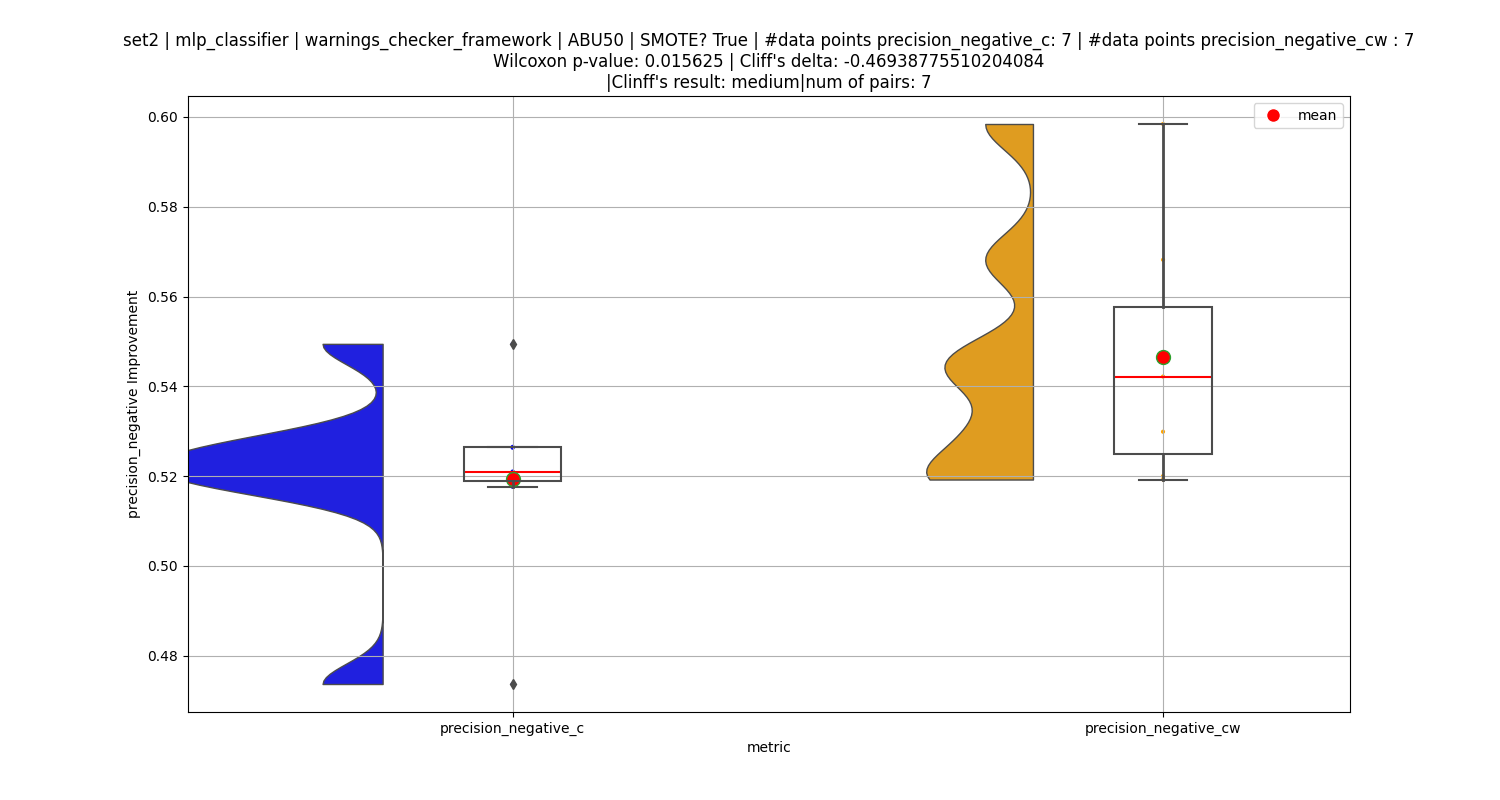 set2 | mlp_classifier | warnings_checker_framework | ABU50 | SMOTE? True | #data points precision_negative_c: 7 | #data points precision_negative_cw : 7
Wilcoxon p-value: 0.015625 | Cliff's delta: -0.46938775510204084
|Clinff's result: medium|num of pairs: 7
mean
precision_negative Improvement
0.60
0.58
0.56
0.54
0.52
0.50
0.48
precision_negative_c
precision_negative_cw
metric